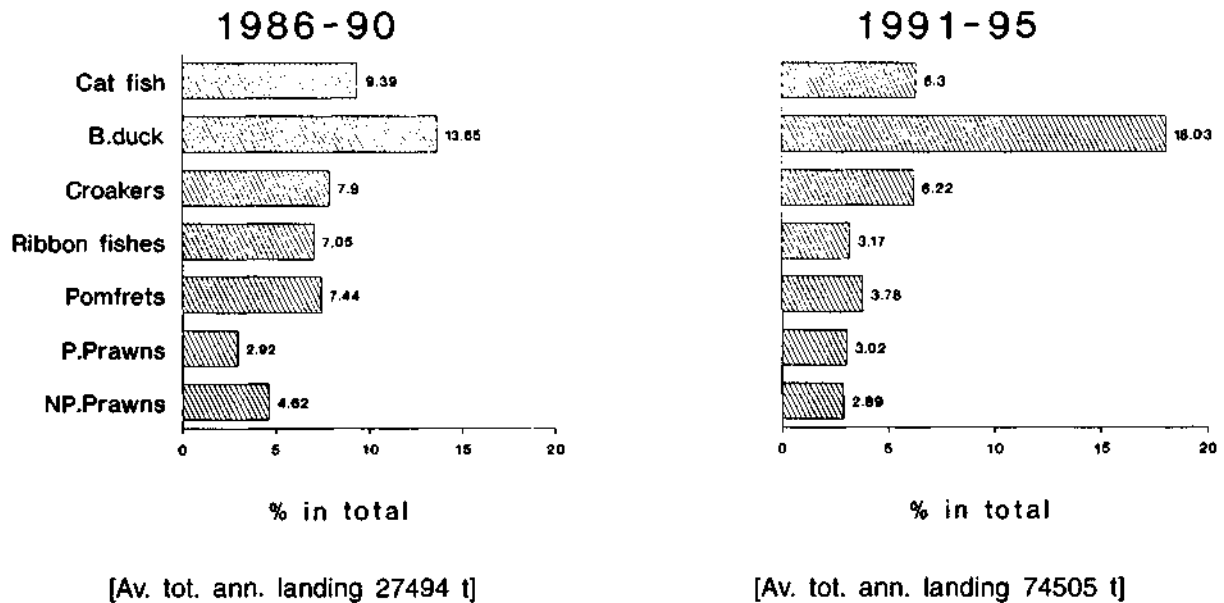 1986-90
Cat fish 9.39
B.duck 13.65
Croakers 7.9
Ribbon fishes 7.05
Pomfrets 7.44
P.Prawns 2.92
NP.Prawns 4.62
0 5 10 15 20
% in total
[Av. tot. ann. landing 27494 t]
1991-95
6.3
18.03
6.22
3.17
3.78
3.02
2.89
0 5 10 15 20
% in total
[Av. tot. ann. landing 74505 t]